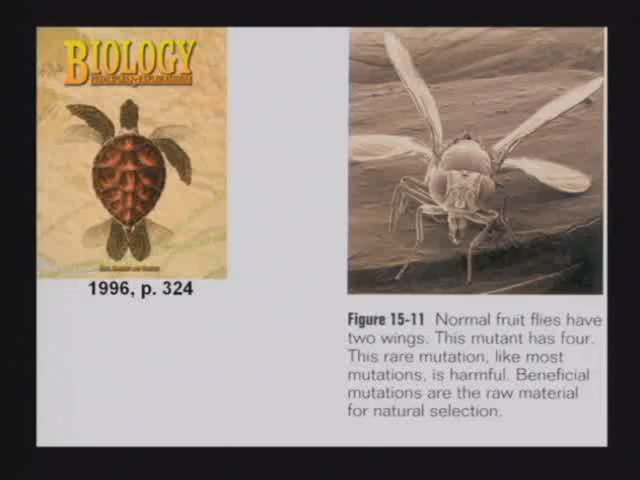 BIOLOGY
1996, p. 324
Figure 15-11 Normal fruit flies have
two wings. This mutant has four.
This rare mutation, like most
mutations, is harmful. Beneficial
mutations are the raw material
for natural selection.